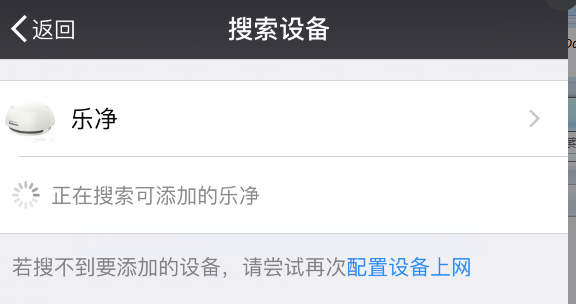 返回
搜索设备
乐净
正在搜索可添加的乐净
若搜不到要添加的设备，请尝试再次配置设备上网